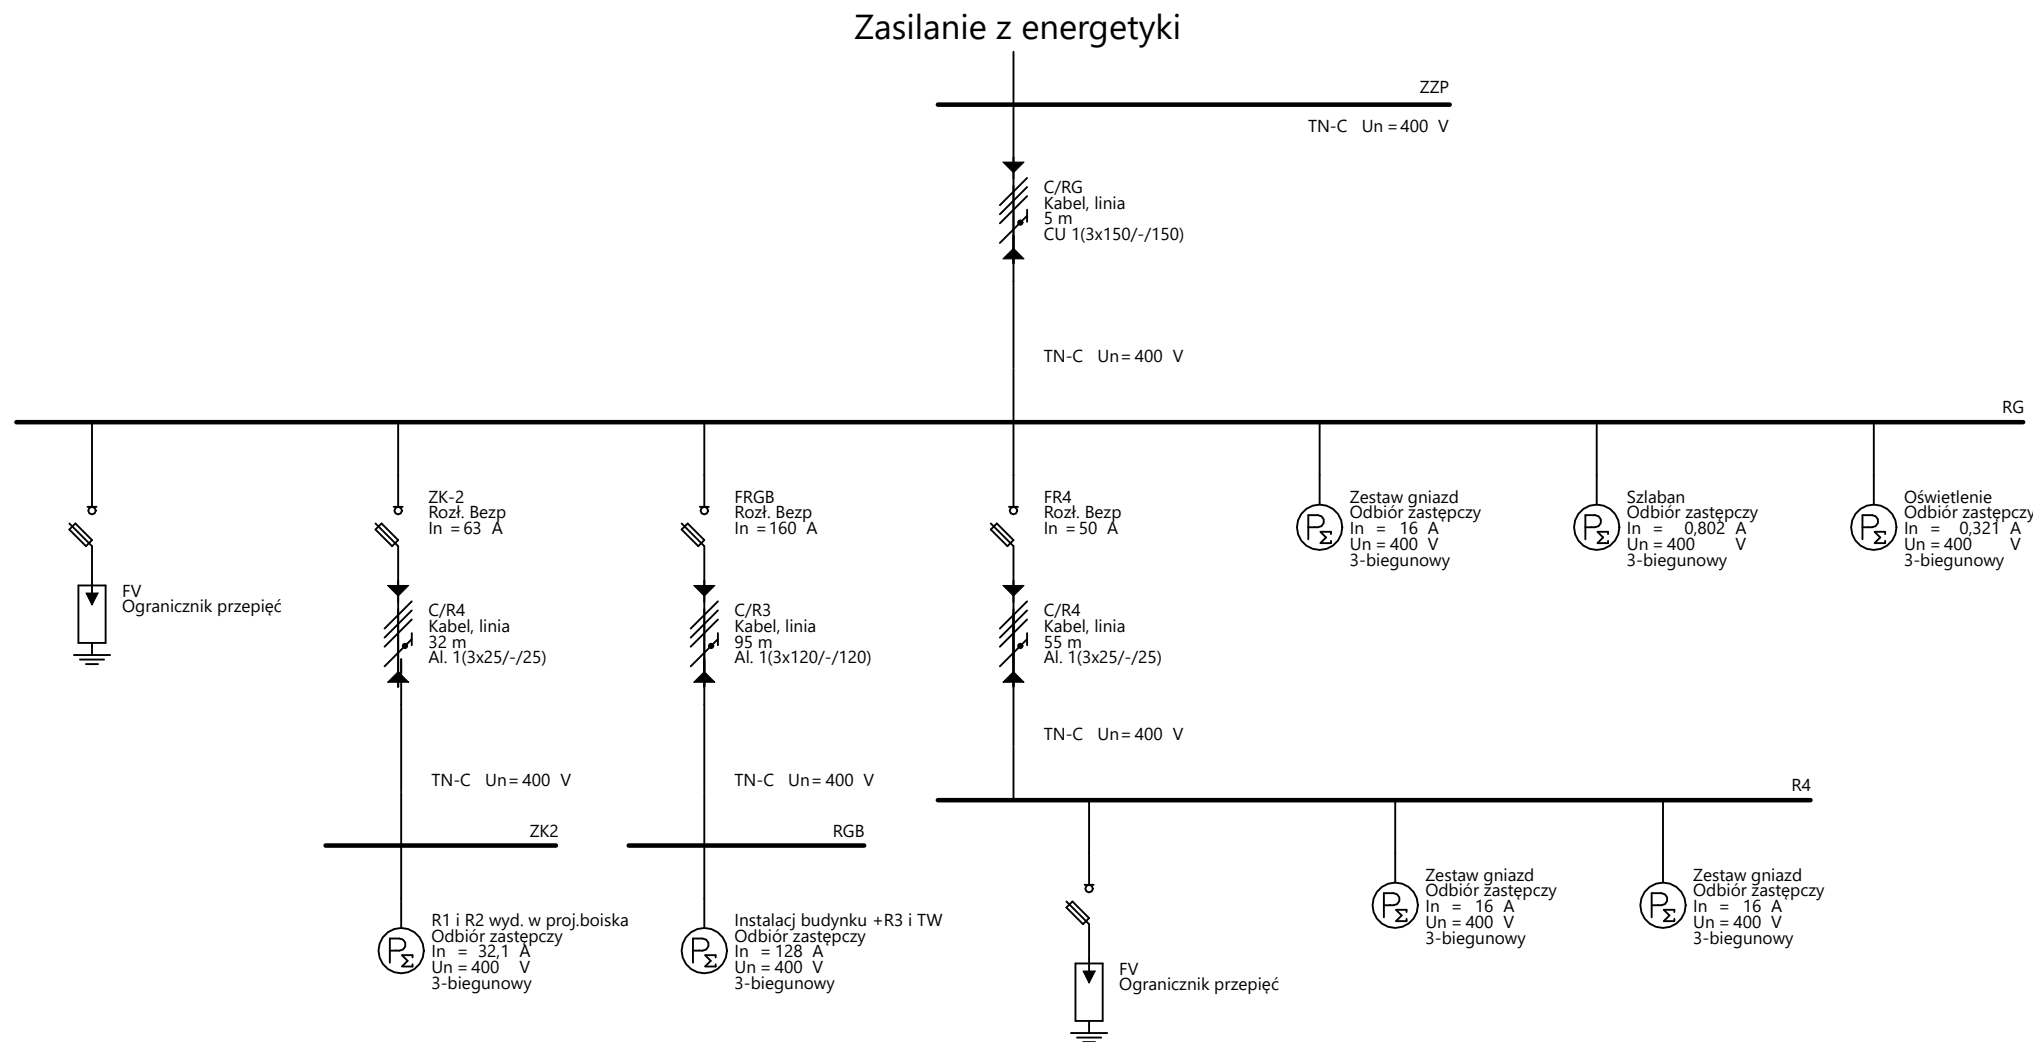 Zasilanie z energetyki
ZZP
TN-C Un = 400 V
C/RG
Kabel, linia
5 m
CU 1(3x150/-/150)
TN-C Un = 400 V
RG
FV
Ogranicznik przepięć
ZK-2
Rozł. Bezp
In = 63 A
C/R4
Kabel, linia
32 m
Al. 1(3x25/-/25)
TN-C Un = 400 V
ZK2
R1 i R2 wyd. w proj.boiska
Odbiór zastępczy
In = 32,1 A
Un = 400 V
3-biegunowy
FRGB
Rozł. Bezp
In = 160 A
C/R3
Kabel, linia
95 m
Al. 1(3x120/-/120)
TN-C Un = 400 V
RGB
Instalacj budynku +R3 i TW
Odbiór zastępczy
In = 128 A
Un = 400 V
3-biegunowy
FR4
Rozł. Bezp
In = 50 A
C/R4
Kabel, linia
55 m
Al. 1(3x25/-/25)
TN-C Un = 400 V
R4
FV
Ogranicznik przepięć
Zestaw gniazd
Odbiór zastępczy
In = 16 A
Un = 400 V
3-biegunowy
Zestaw gniazd
Odbiór zastępczy
In = 16 A
Un = 400 V
3-biegunowy
Zestaw gniazd
Odbiór zastępczy
In = 16 A
Un = 400 V
3-biegunowy
Szlaban
Odbiór zastępczy
In = 0,802 A
Un = 400 V
3-biegunowy
Oświetlenie
Odbiór zastępczy
In = 0,321 A
Un = 400 V
3-biegunowy
PΣ
PΣ
PΣ
PΣ
PΣ
PΣ
PΣ